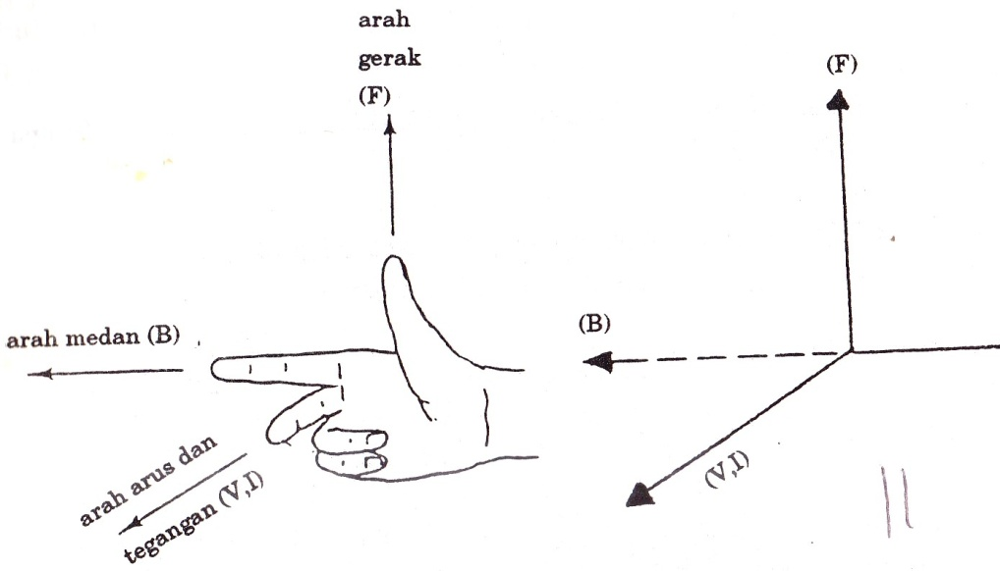 arah
gerak
(F)
arah medan (B)
arah arus dan
tegangan (V,I)
(F)
(B)
(V,I)